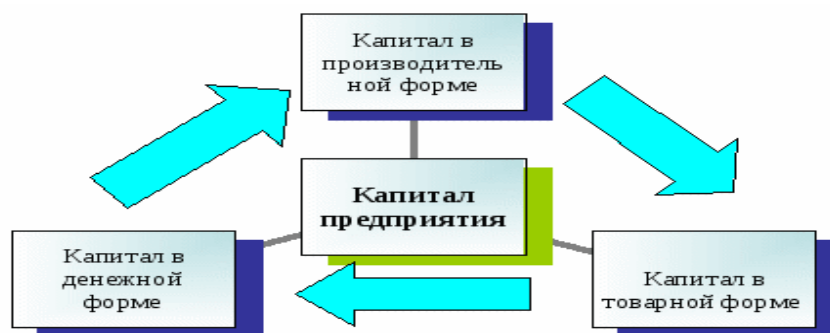 Капитал в
производитель
ной форме
Капитал
предприятия
Капитал в
денежной
форме
Капитал в
товарной форме